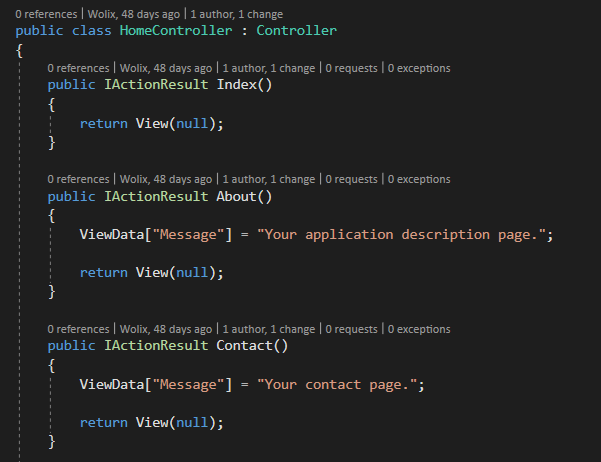 0 references | Wolix, 48 days ago | 1 author, 1 change
public class HomeController : Controller
{
0 references | Wolix, 48 days ago | 1 author, 1 change | 0 requests | 0 exceptions
public IActionResult Index()
{
return View(null);
}
0 references | Wolix, 48 days ago | 1 author, 1 change | 0 requests | 0 exceptions
public IActionResult About()
{
ViewData["Message"] = "Your application description page.";
return View(null);
}
0 references | Wolix, 48 days ago | 1 author, 1 change | 0 requests | 0 exceptions
public IActionResult Contact()
{
ViewData["Message"] = "Your contact page.";
return View(null);
}